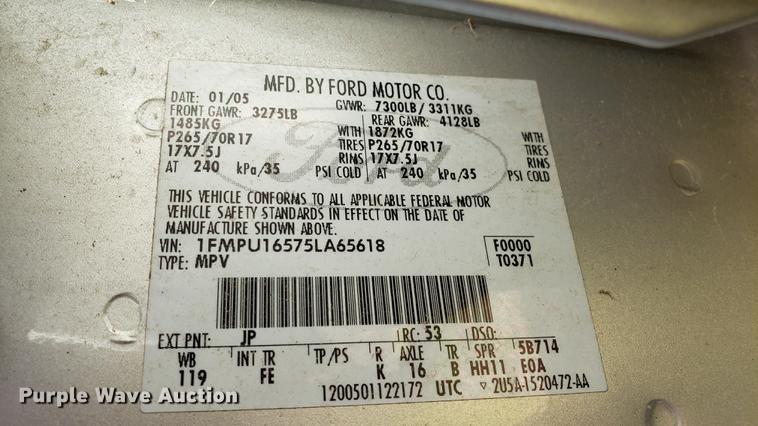 MFD. BY FORD MOTOR CO.
DATE: 01/05 GVWR: 7300LB / 3311KG
FRONT GAWR: 3275LB REAR GAWR: 4128LB
1485KG WITH 1872KG WITH
P265/70R17 TIRES P265/70R17 TIRES
17X7.5J RIMS 17X7.5J RIMS
AT 240 kPa/35 PSI COLD AT 240 kPa/35 PSI COLD
Ford
THIS VEHICLE CONFORMS TO ALL APPLICABLE FEDERAL MOTOR
VEHICLE SAFETY STANDARDS IN EFFECT ON THE DATE OF
MANUFACTURE SHOWN ABOVE.
VIN: 1FMPU16575LA65618 F0000
TYPE: MPV T0371
EXT PNT: JP RC: 53 DSO:
WB INT TR TP/PS R AXLE TR SPR 5B714
119 FE K 16 B HH11 E0A
1200501122172 UTC ▽ 2U5A-1520472-AA
Purple Wave Auction